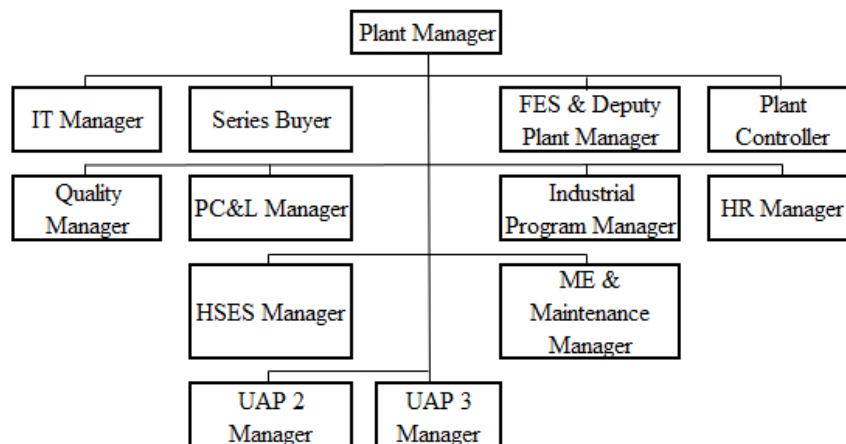 Plant Manager
IT Manager
Series Buyer
FES & Deputy
Plant Manager
Plant
Controller
Quality
Manager
PC&L Manager
Industrial
Program Manager
HR Manager
HSES Manager
ME &
Maintenance
Manager
UAP 2
Manager
UAP 3
Manager